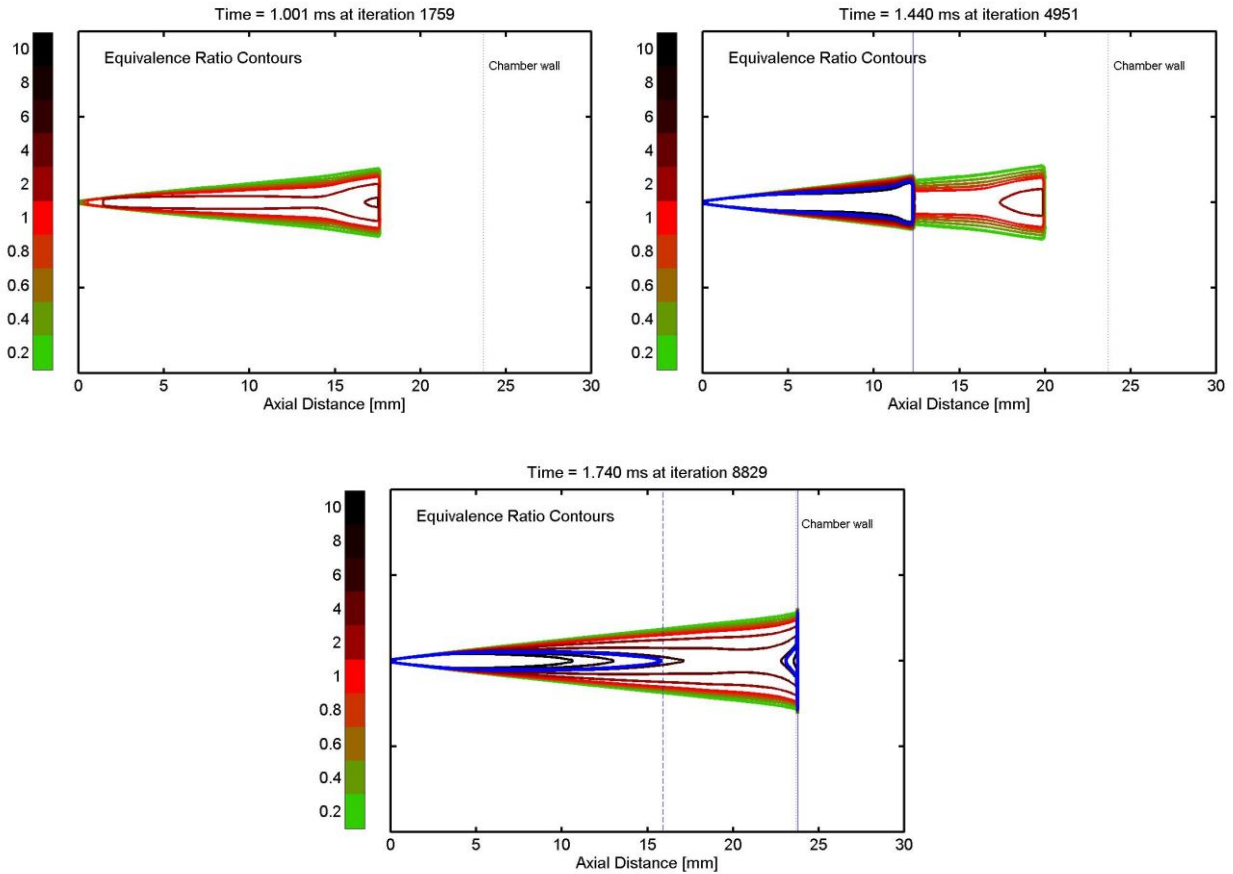 Time = 1.001 ms at iteration 1759
10
8
6
4
2
1
0.8
0.6
0.4
0.2
Equivalence Ratio Contours
Chamber wall
0 5 10 15 20 25 30
Axial Distance [mm]
Time = 1.440 ms at iteration 4951
10
8
6
4
2
1
0.8
0.6
0.4
0.2
Equivalence Ratio Contours
Chamber wall
0 5 10 15 20 25 30
Axial Distance [mm]
Time = 1.740 ms at iteration 8829
10
8
6
4
2
1
0.8
0.6
0.4
0.2
Equivalence Ratio Contours
Chamber wall
0 5 10 15 20 25 30
Axial Distance [mm]